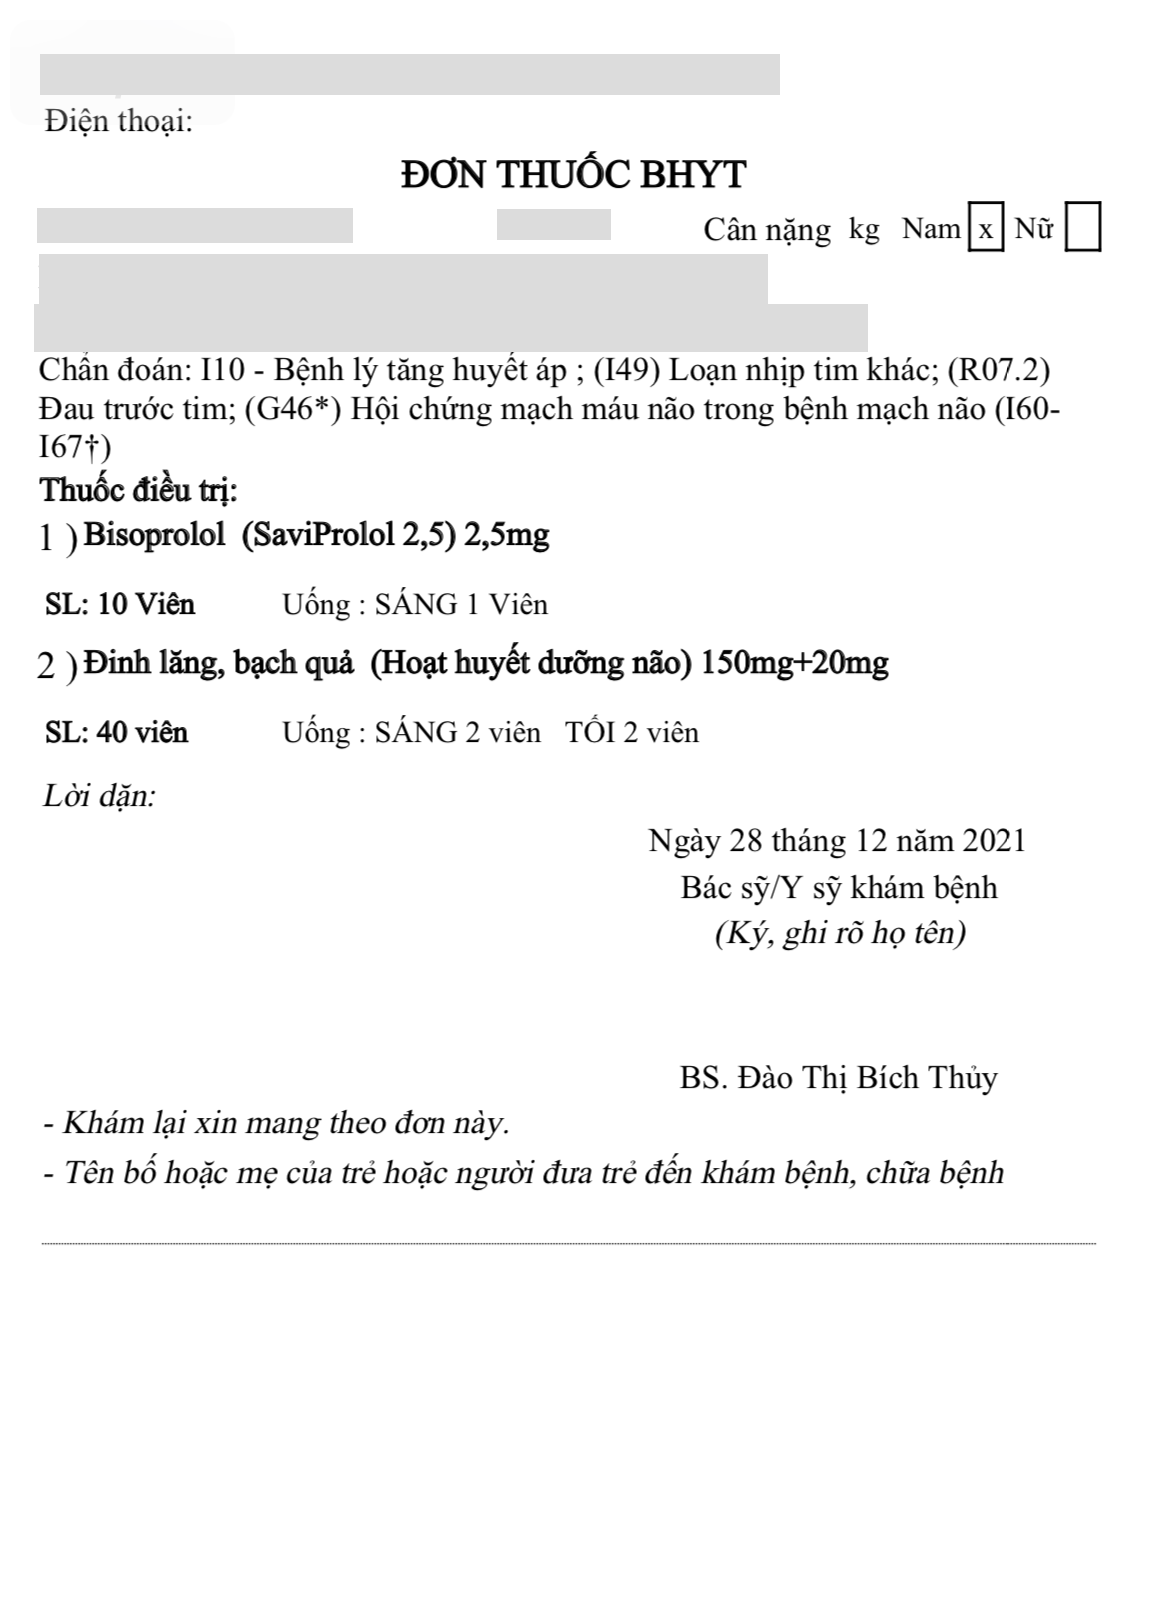 Điện thoại:
ĐƠN THUỐC BHYT
Cân nặng kg Nam x Nữ
Chẩn đoán: I10 - Bệnh lý tăng huyết áp ; (I49) Loạn nhịp tim khác; (R07.2)
Đau trước tim; (G46*) Hội chứng mạch máu não trong bệnh mạch não (I60-
I67†)
Thuốc điều trị:
1 ) Bisoprolol (SaviProlol 2,5) 2,5mg
SL: 10 Viên Uống : SÁNG 1 Viên
2 ) Đinh lăng, bạch quả (Hoạt huyết dưỡng não) 150mg+20mg
SL: 40 viên Uống : SÁNG 2 viên TỐI 2 viên
Lời dặn:
Ngày 28 tháng 12 năm 2021
Bác sỹ/Y sỹ khám bệnh
(Ký, ghi rõ họ tên)
BS. Đào Thị Bích Thủy
- Khám lại xin mang theo đơn này.
- Tên bố hoặc mẹ của trẻ hoặc người đưa trẻ đến khám bệnh, chữa bệnh